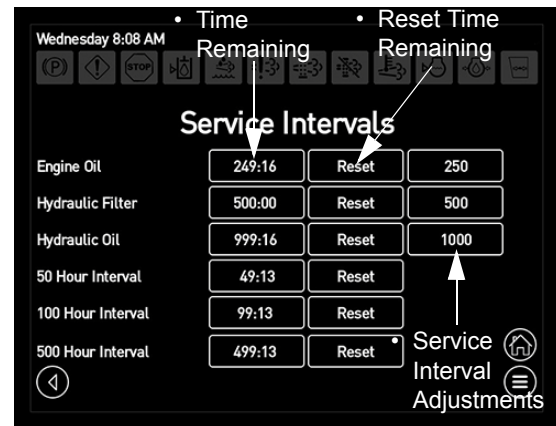 • Time Remaining
• Reset Time Remaining
Wednesday 8:08 AM
(P)
STOP
Service Intervals
Engine Oil 249:16 Reset 250
Hydraulic Filter 500:00 Reset 500
Hydraulic Oil 999:16 Reset 1000
50 Hour Interval 49:13 Reset
100 Hour Interval 99:13 Reset
500 Hour Interval 499:13 Reset
• Service
Interval
Adjustments